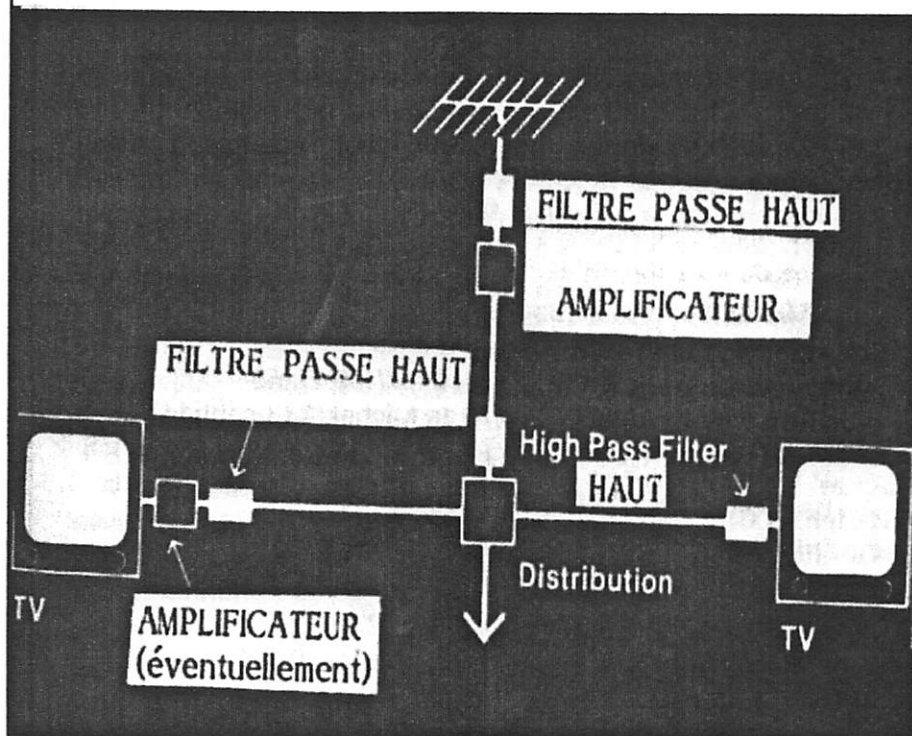 FILTRE PASSE HAUT
AMPLIFICATEUR
FILTRE PASSE HAUT
High Pass Filter
HAUT
Distribution
TV
AMPLIFICATEUR
(éventuellement)
TV